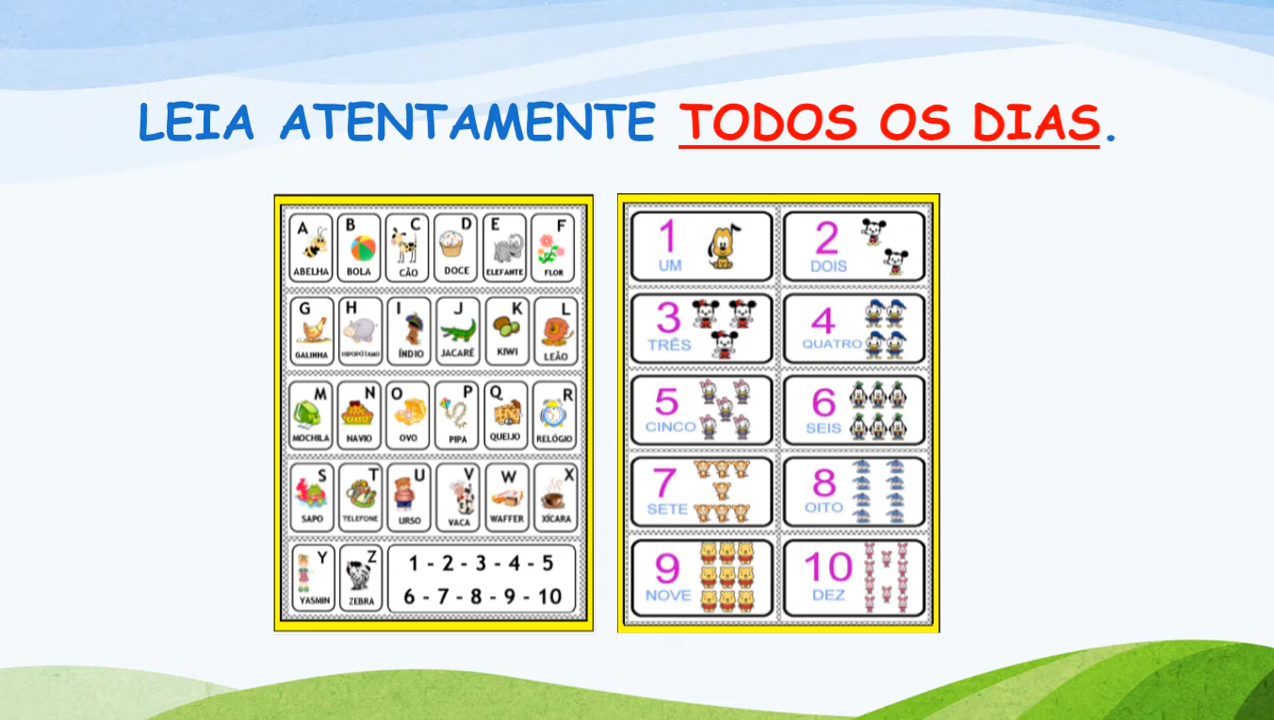 LEIA ATENTAMENTE TODOS OS DIAS.
A B C D E F
ABELHA BOLA CÃO DOCE ELEFANTE FLOR
G H I J K L
GALINHA HIPOPÓTAMO ÍNDIO JACARÉ KIWI LEÃO
M N O P Q R
MOCHILA NAVIO OVO PIPA QUEIJO RELÓGIO
S T U V W X
SAPO TELEFONE URSO VACA WAFFER XÍCARA
Y Z
YASMIN ZEBRA
1 - 2 - 3 - 4 - 5
6 - 7 - 8 - 9 - 10
1 2
UM DOIS
3 4
TRÊS QUATRO
5 6
CINCO SEIS
7 8
SETE OITO
9 10
NOVE DEZ